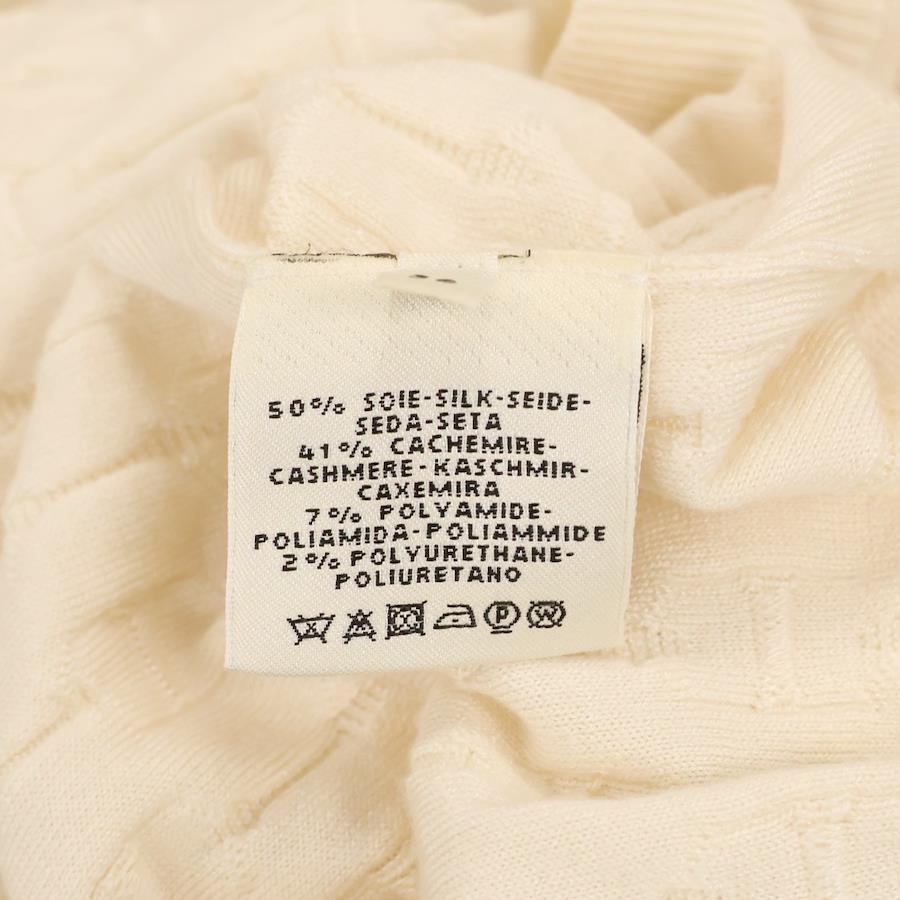 50% SOIE-SILK-SEIDE-
SEDA-SETA
41% CACHEMIRE-
CASHMERE-KASCHMIR-
CAXEMIRA
7% POLYAMIDE-
POLIAMIDA-POLIAMMIDE
2% POLYURETHANE-
POLIURETANO
P W